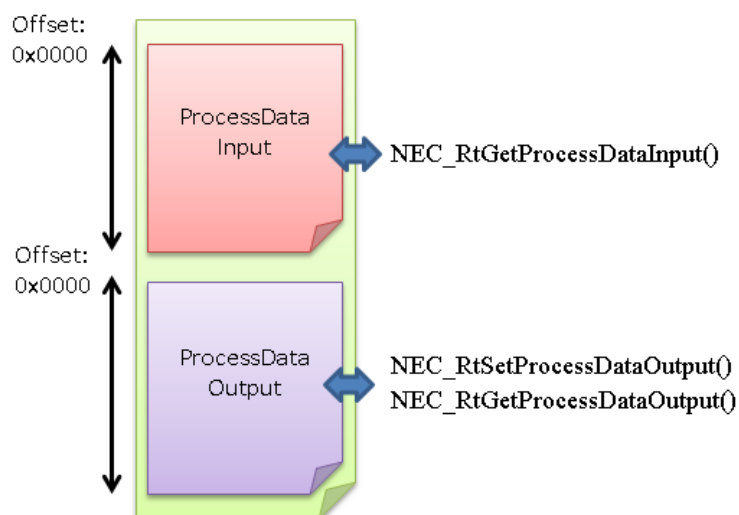 Offset:
0x0000
ProcessData
Input
NEC_RtGetProcessDataInput()
Offset:
0x0000
ProcessData
Output
NEC_RtSetProcessDataOutput()
NEC_RtGetProcessDataOutput()